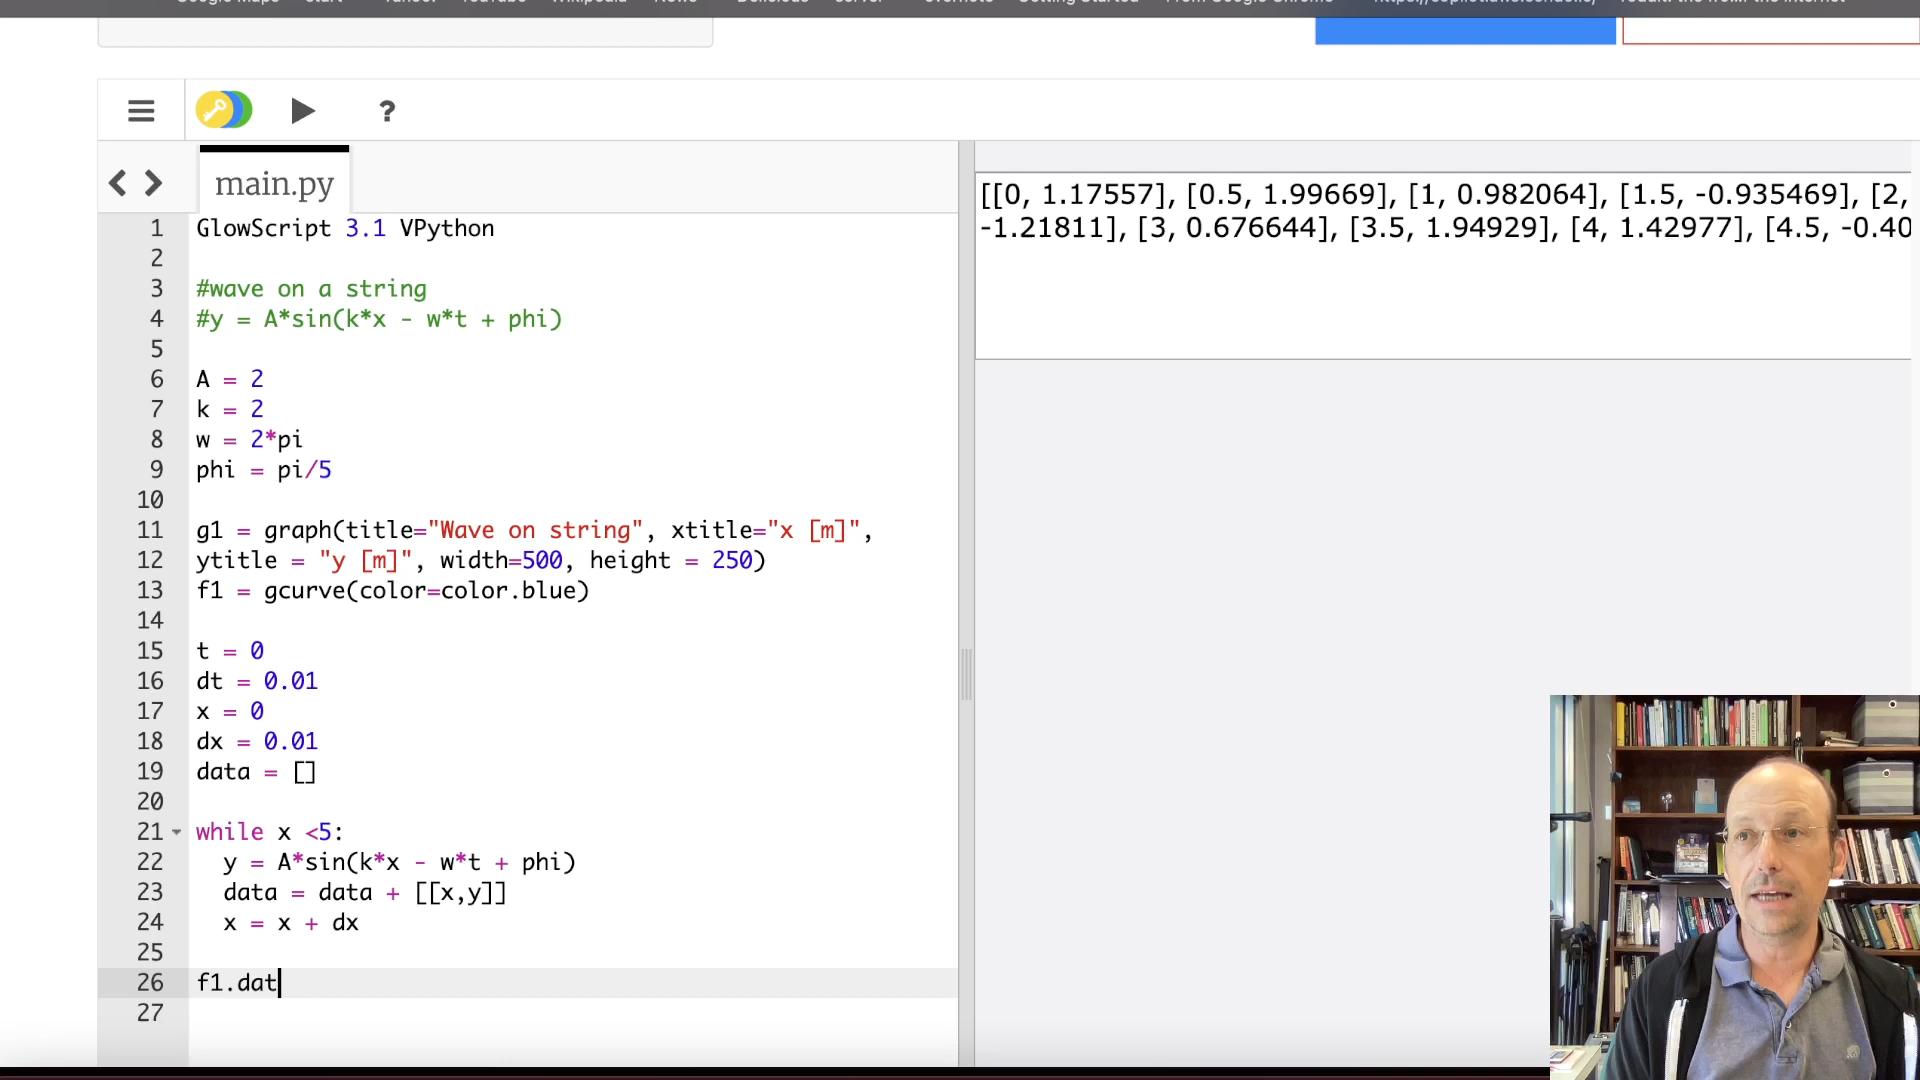 ?
main.py
1 GlowScript 3.1 VPython
2
3 #wave on a string
4 #y = A*sin(k*x - w*t + phi)
5
6 A = 2
7 k = 2
8 w = 2*pi
9 phi = pi/5
10
11 g1 = graph(title="Wave on string", xtitle="x [m]",
12 ytitle = "y [m]", width=500, height = 250)
13 f1 = gcurve(color=color.blue)
14
15 t = 0
16 dt = 0.01
17 x = 0
18 dx = 0.01
19 data = []
20
21 while x <5:
22 y = A*sin(k*x - w*t + phi)
23 data = data + [[x,y]]
24 x = x + dx
25
26 f1.dat
27
[[0, 1.17557], [0.5, 1.99669], [1, 0.982064], [1.5, -0.935469], [2,
-1.21811], [3, 0.676644], [3.5, 1.94929], [4, 1.42977], [4.5, -0.40